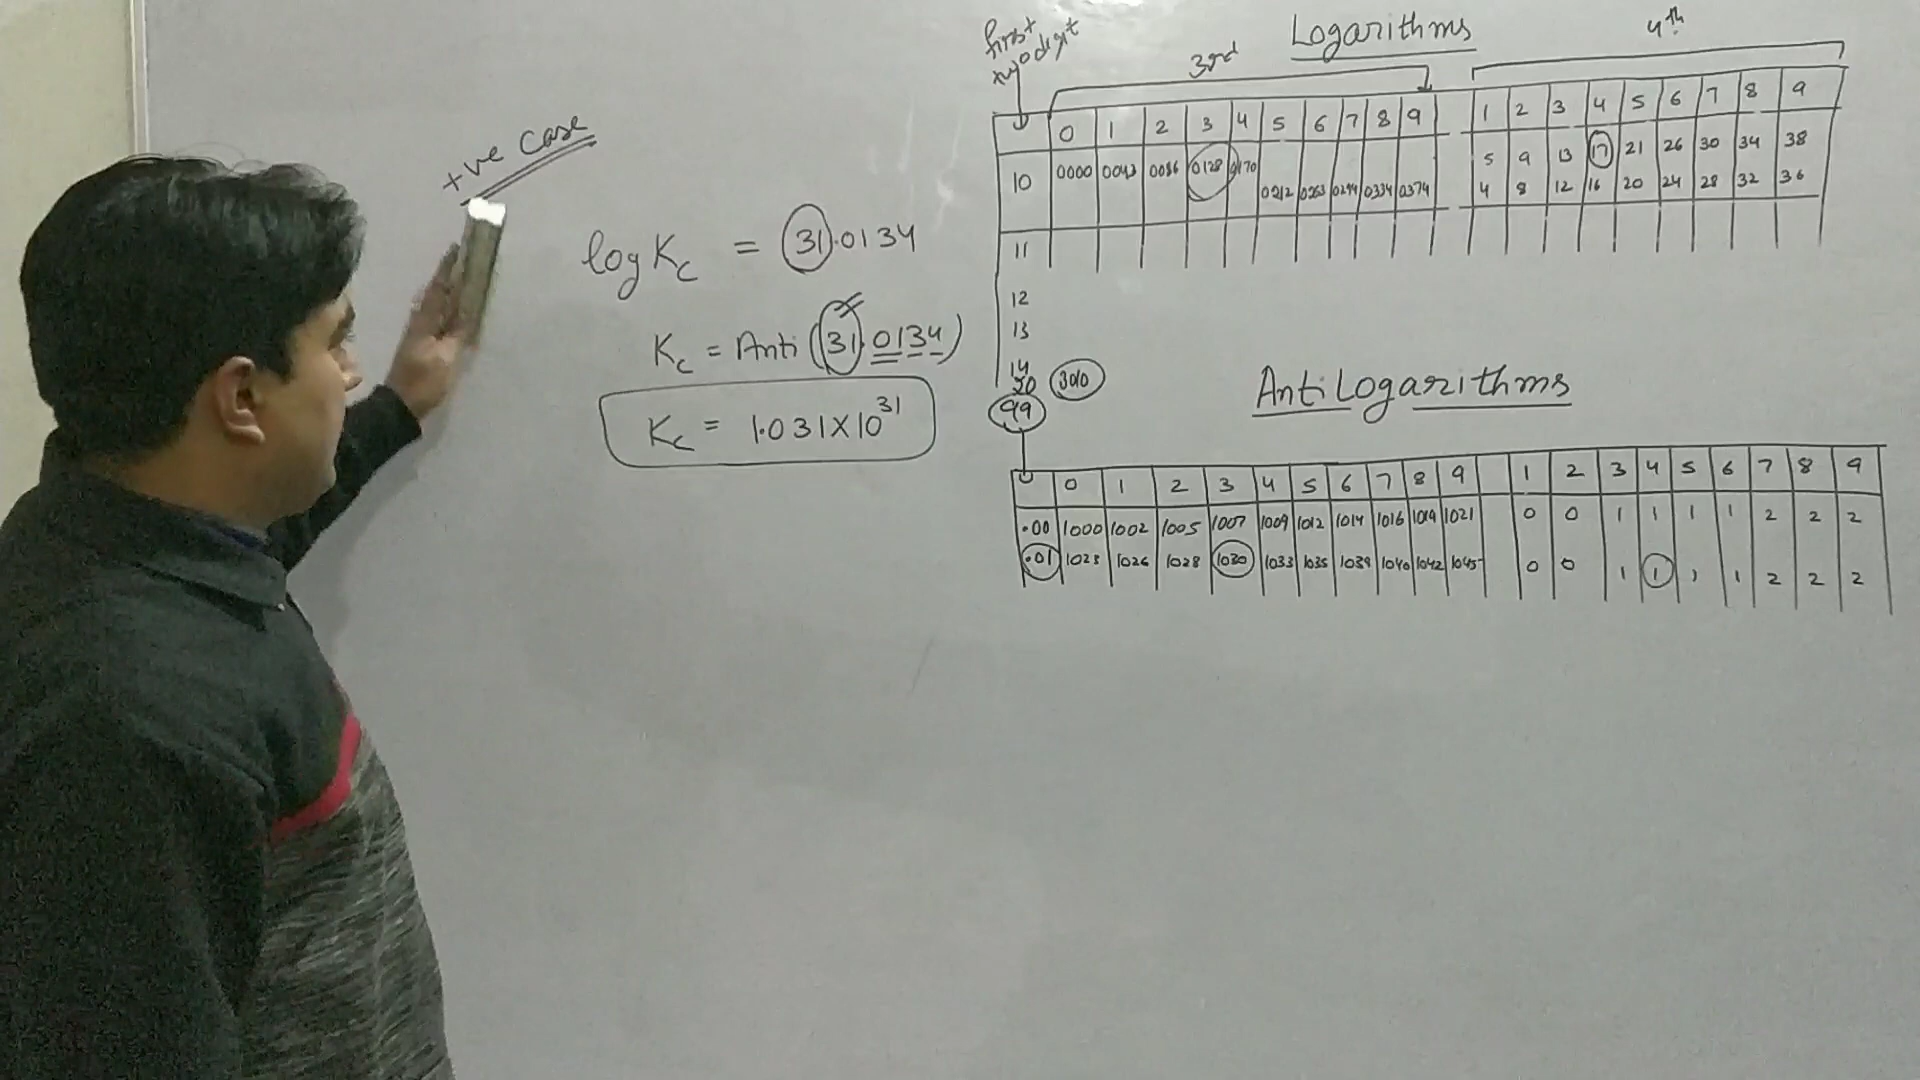 +ve case
log Kc = 31.0134
Kc = Anti (31.0134)
Kc = 1.031X10^31
first two digit
3rd
Logarithms
4th
0 1 2 3 4 5 6 7 8 9 1 2 3 4 5 6 7 8 9
10 0000 0043 0086 0128 0170 5 9 13 17 21 26 30 34 38
0212 0253 0294 0334 0374 4 8 12 16 20 24 28 32 36
11
12
13
14
30 3010
99
AntiLogarithms
0 1 2 3 4 5 6 7 8 9 1 2 3 4 5 6 7 8 9
.00 1000 1002 1005 1007 1009 1012 1014 1016 1019 1021 0 0 1 1 1 1 2 2 2
.01 1023 1026 1028 1030 1033 1035 1038 1040 1042 1045 0 0 1 1 1 1 2 2 2